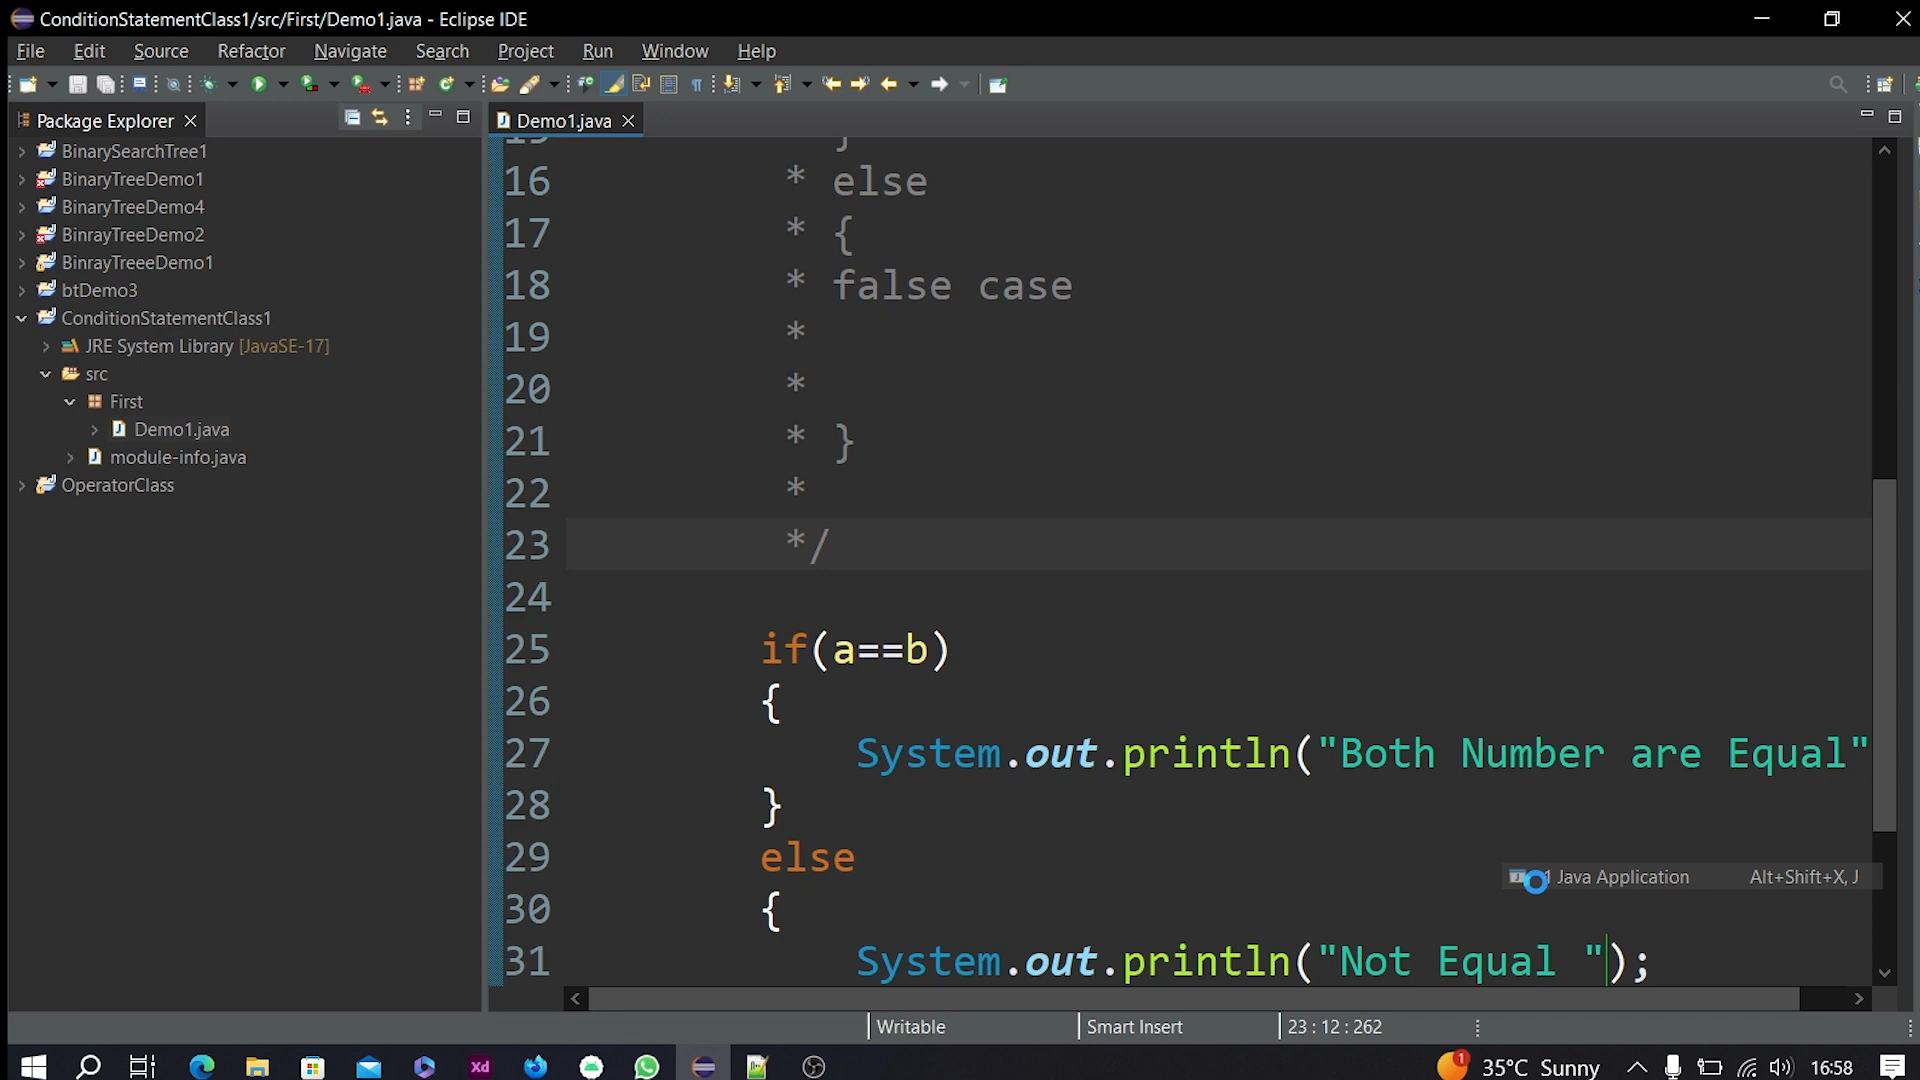 ConditionStatementClass1/src/First/Demo1.java - Eclipse IDE
File Edit Source Refactor Navigate Search Project Run Window Help
Package Explorer
Demo1.java
BinarySearchTree1
BinaryTreeDemo1
BinaryTreeDemo4
BinrayTreeDemo2
BinrayTreeeDemo1
btDemo3
ConditionStatementClass1
JRE System Library [JavaSE-17]
src
First
Demo1.java
module-info.java
OperatorClass
15 }
16 * else
17 * {
18 * false case
19 *
20 *
21 * }
22 *
23 */
24
25 if(a==b)
26 {
27 System.out.println("Both Number are Equal"
28 }
29 else
30 {
31 System.out.println("Not Equal ");
1 Java Application Alt+Shift+X, J
Writable Smart Insert 23 : 12 : 262
Xd
1
35°C Sunny
16:58